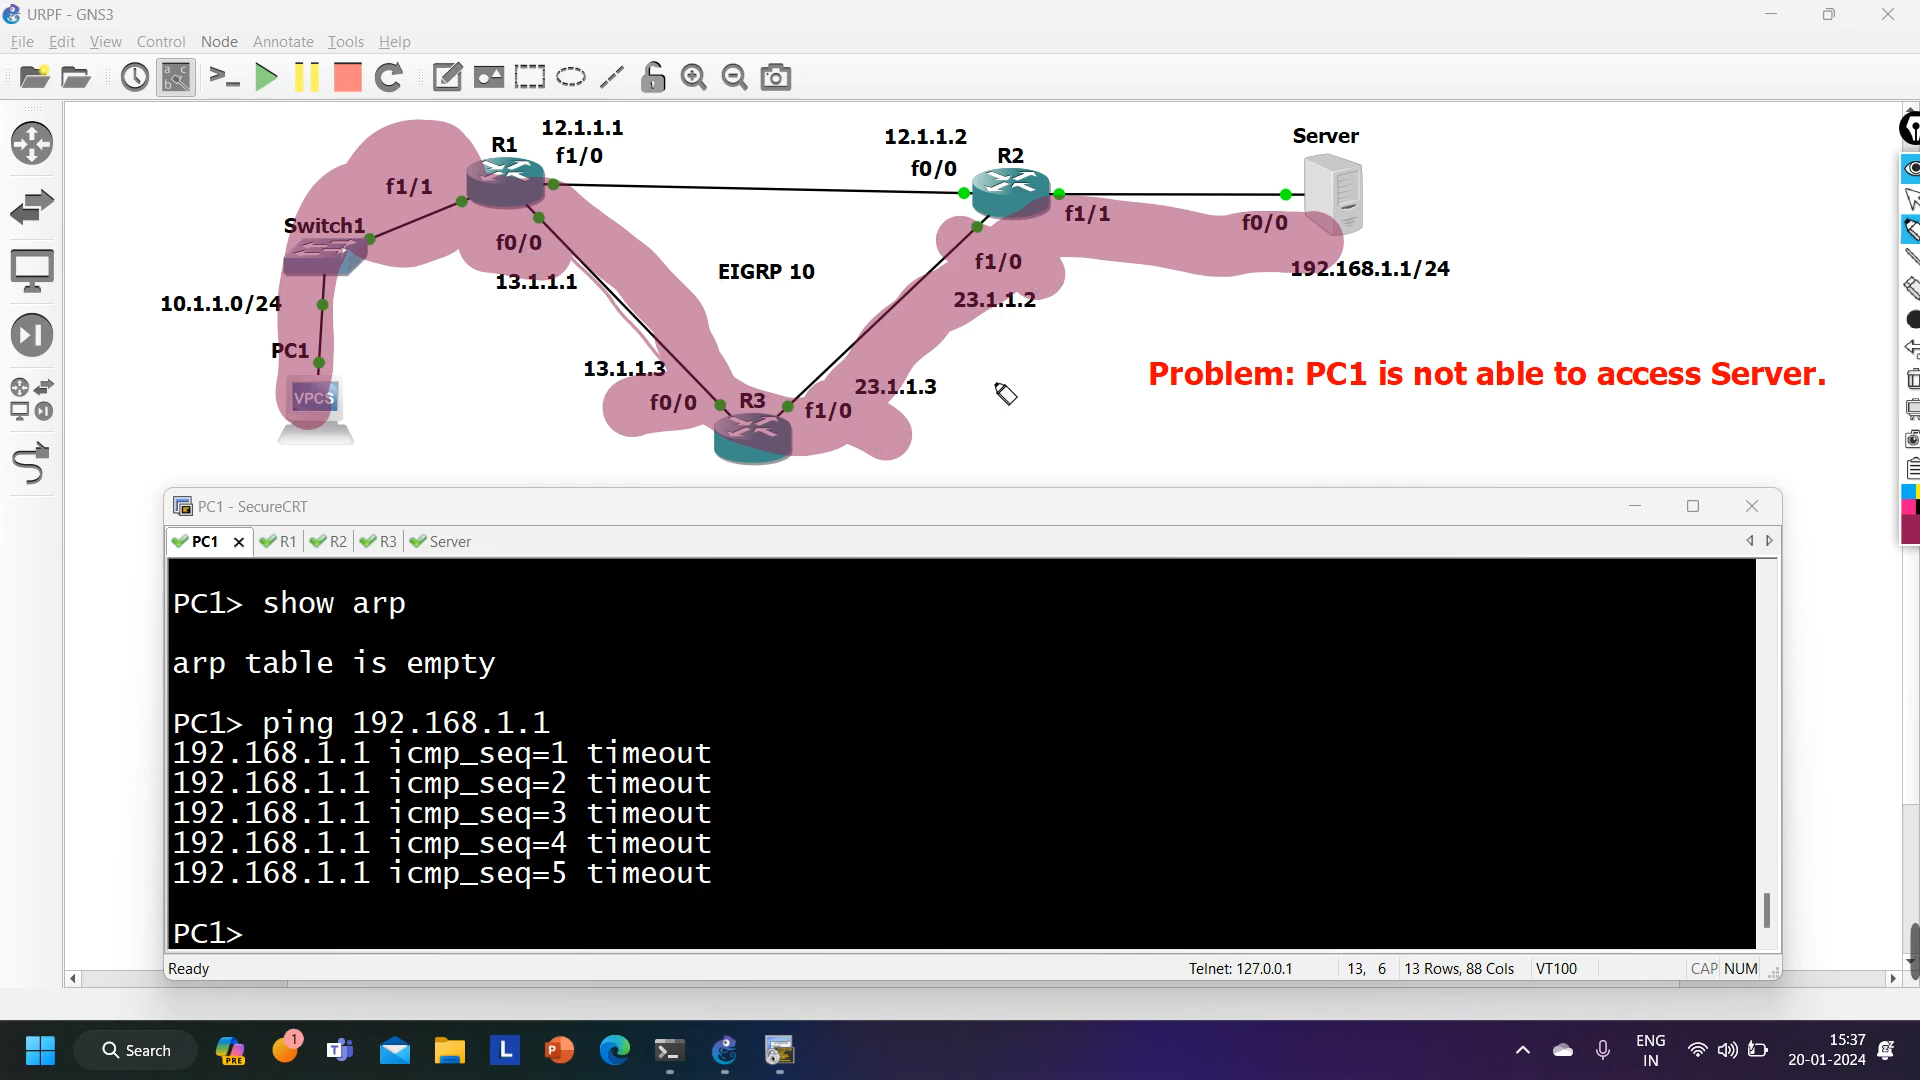 URPF - GNS3
File Edit View Control Node Annotate Tools Help
12.1.1.1
R1
f1/0
12.1.1.2
R2
f0/0
Server
f1/1
f1/1
f0/0
Switch1
f0/0
13.1.1.1
EIGRP 10
f1/0
23.1.1.2
192.168.1.1/24
10.1.1.0/24
PC1
VPCS
13.1.1.3
f0/0
R3
f1/0
23.1.1.3
Problem: PC1 is not able to access Server.
PC1 - SecureCRT
PC1 R1 R2 R3 Server
PC1> show arp
arp table is empty
PC1> ping 192.168.1.1
192.168.1.1 icmp_seq=1 timeout
192.168.1.1 icmp_seq=2 timeout
192.168.1.1 icmp_seq=3 timeout
192.168.1.1 icmp_seq=4 timeout
192.168.1.1 icmp_seq=5 timeout
PC1>
Ready Telnet: 127.0.0.1 13, 6 13 Rows, 88 Cols VT100 CAP NUM
Search
PRE
1
L
ENG
IN
15:37
20-01-2024